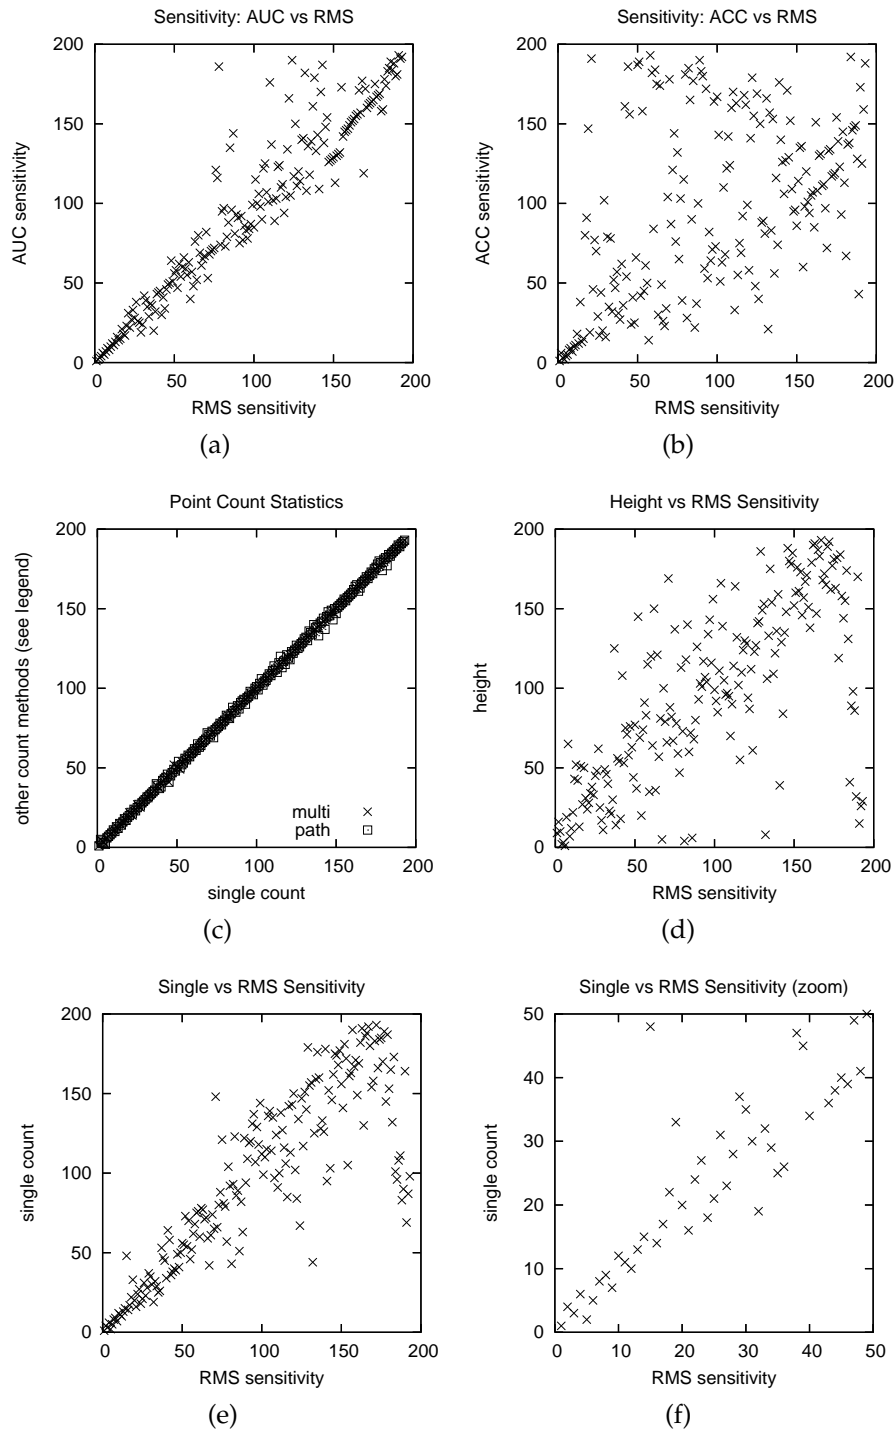 Sensitivity: AUC vs RMS
200
150
100
50
0
0 50 100 150 200
AUC sensitivity
RMS sensitivity
(a)
Sensitivity: ACC vs RMS
200
150
100
50
0
0 50 100 150 200
ACC sensitivity
RMS sensitivity
(b)
Point Count Statistics
200
150
100
50
0
0 50 100 150 200
other count methods (see legend)
multi
path
single count
(c)
Height vs RMS Sensitivity
200
150
100
50
0
0 50 100 150 200
height
RMS sensitivity
(d)
Single vs RMS Sensitivity
200
150
100
50
0
0 50 100 150 200
single count
RMS sensitivity
(e)
Single vs RMS Sensitivity (zoom)
50
40
30
20
10
0
0 10 20 30 40 50
single count
RMS sensitivity
(f)